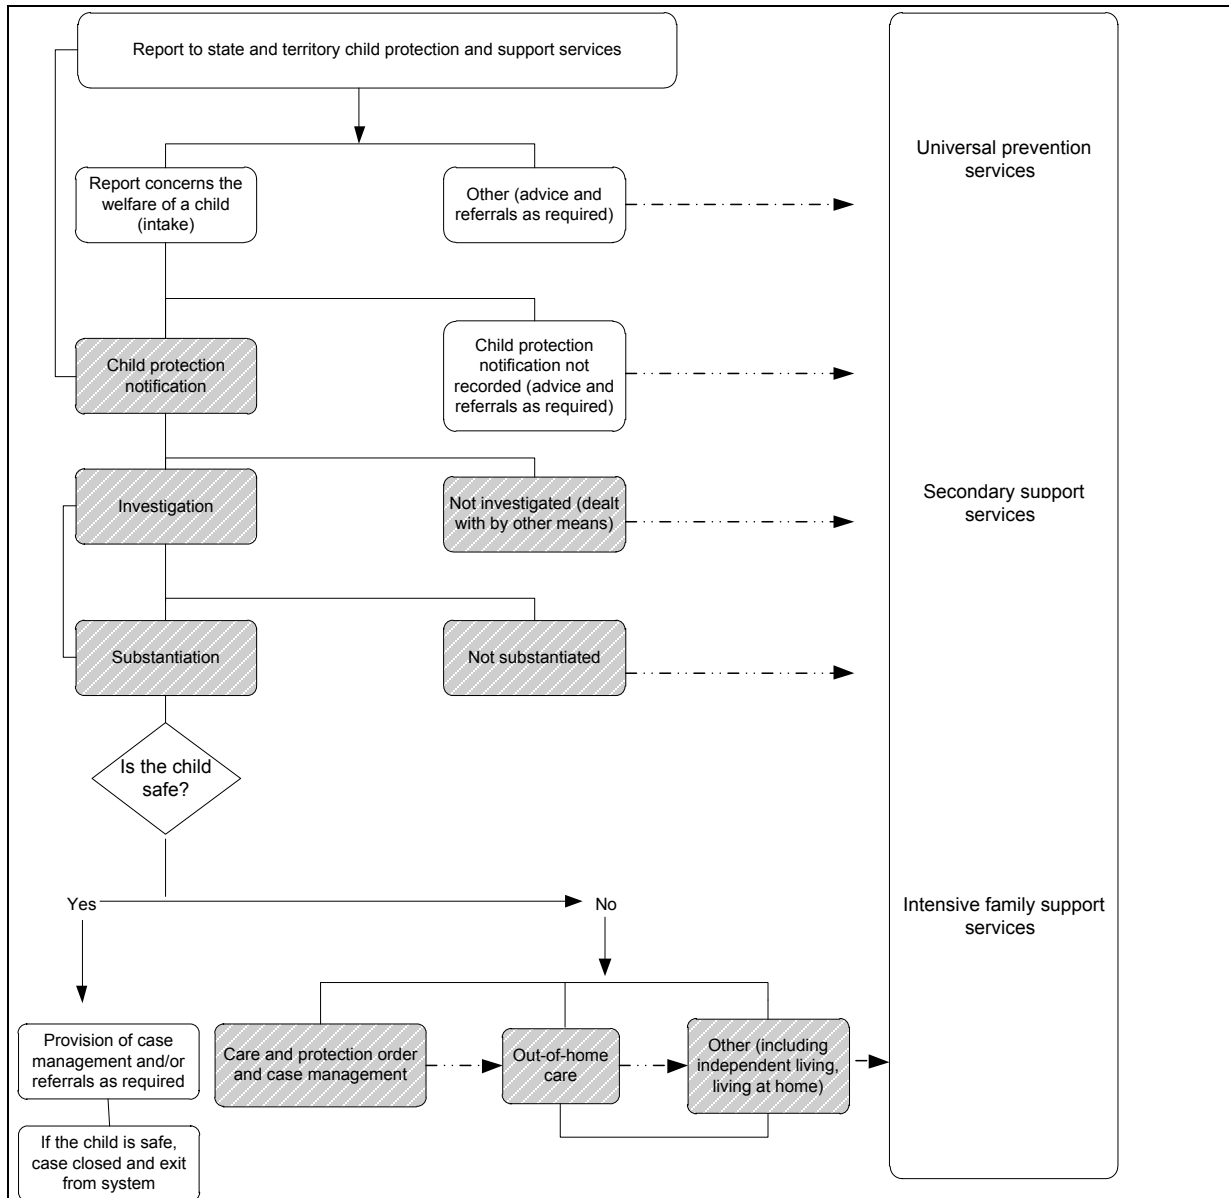 Report to state and territory child protection and support services
Universal prevention
services
Report concerns the
welfare of a child
(intake)
Other (advice and
referrals as required)
Child protection
notification
Child protection
notification not
recorded (advice and
referrals as required)
Investigation
Not investigated (dealt
with by other means)
Secondary support
services
Substantiation
Not substantiated
Is the child
safe?
Yes
No
Intensive family support
services
Provision of case
management and/or
referrals as required
Care and protection order
and case management
Out-of-home
care
Other (including
independent living,
living at home)
If the child is safe,
case closed and exit
from system